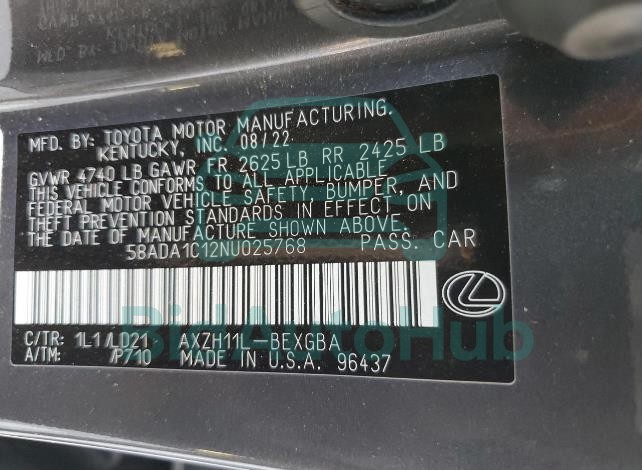 MFD. BY: TOYOTA MOTOR MANUFACTURING.
KENTUCKY, INC. 08/22
GVWR 4740 LB GAWR FR 2625 LB RR 2425 LB
THIS VEHICLE CONFORMS TO ALL APPLICABLE
FEDERAL MOTOR VEHICLE SAFETY, BUMPER, AND
THEFT PREVENTION STANDARDS IN EFFECT ON
THE DATE OF MANUFACTURE SHOWN ABOVE.
58ADA1C12NU025768 PASS. CAR
C/TR: 1L1/LD21 AXZH11L-BEXGBA
A/TM: /P710 MADE IN U.S.A. 96437
BidAutoHub